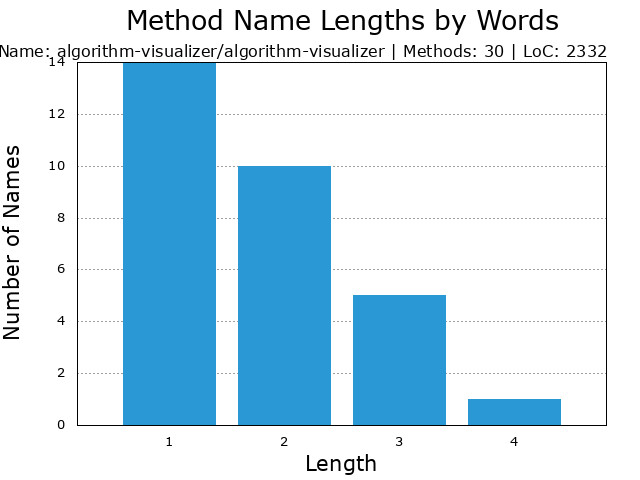 Method Name Lengths by Words
Name: algorithm-visualizer/algorithm-visualizer | Methods: 30 | LoC: 2332
14
12
10
8
6
4
2
0
Number of Names
1 2 3 4
Length